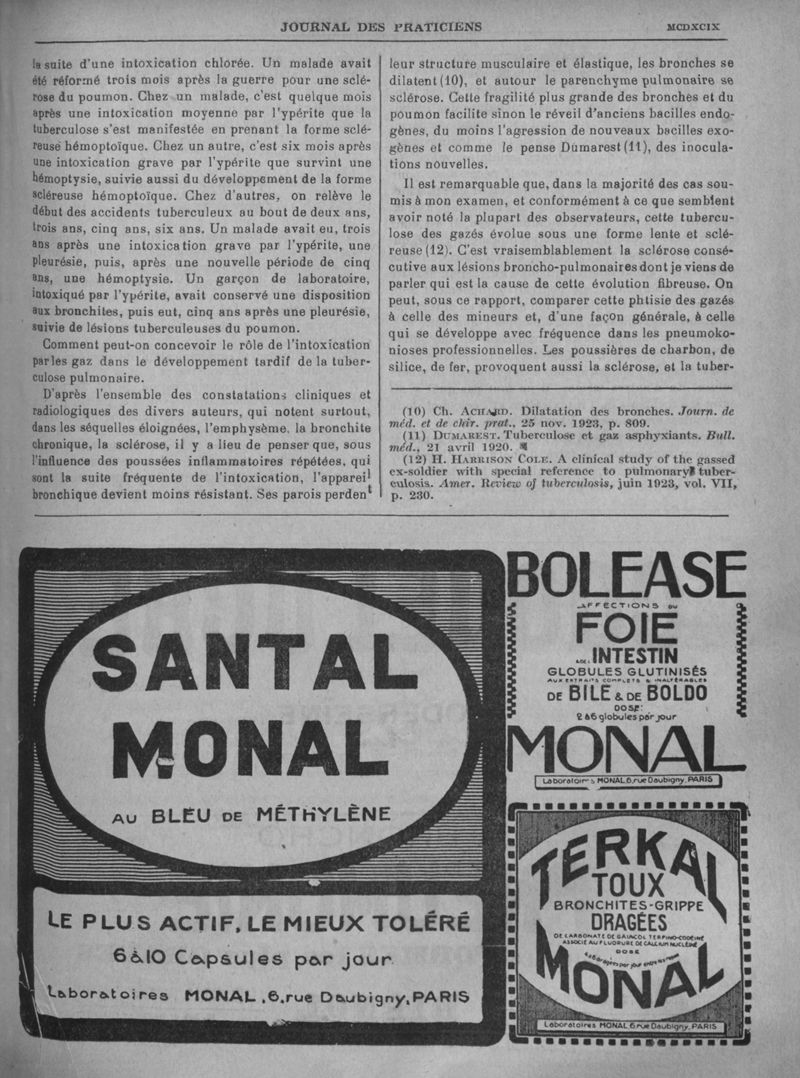 JOURNAL DES PRATICIENS
MCDXCIX
la suite d'une intoxication chlorée. Un malade avait
été réformé trois mois après la guerre pour une sclé-
rose du poumon. Chez un malade, c'est quelque mois
après une intoxication moyenne par l'ypérite que la
tuberculose s'est manifestée en prenant la forme sclé-
reuse hémoptoïque. Chez un autre, c'est six mois après
une intoxication grave par l'ypérite que survint une
hémoptysie, suivie aussi du développement de la forme
scléreuse hémoptoïque. Chez d'autres, on relève le
début des accidents tuberculeux au bout de deux ans,
trois ans, cinq ans, six ans. Un malade avait eu, trois
ans après une intoxication grave par l'ypérite, une
pleurésie, puis, après une nouvelle période de cinq
ans, une hémoptysie. Un garçon de laboratoire,
intoxiqué par l'ypérite, avait conservé une disposition
aux bronchites, puis eut, cinq ans après une pleurésie,
suivie de lésions tuberculeuses du poumon.
Comment peut-on concevoir le rôle de l'intoxication
par les gaz dans le développement tardif de la tuber-
culose pulmonaire.
D'après l'ensemble des constatations cliniques et
radiologiques des divers auteurs, qui notent surtout,
dans les séquelles éloignées, l'emphysème, la bronchite
chronique, la sclérose, il y a lieu de penser que, sous
l'influence des poussées inflammatoires répétées, qui
sont la suite fréquente de l'intoxication, l'appareil
bronchique devient moins résistant. Ses parois perdent
leur structure musculaire et élastique, les bronches se
dilatent (10), et autour le parenchyme pulmonaire se
sclérose. Cette fragilité plus grande des bronches et du
poumon facilite sinon le réveil d'anciens bacilles endo-
gènes, du moins l'agression de nouveaux bacilles exo-
gènes et comme le pense Dumarest (11), des inocula-
tions nouvelles.
Il est remarquable que, dans la majorité des cas sou-
mis à mon examen, et conformément à ce que semblent
avoir noté la plupart des observateurs, cette tubercu-
lose des gazés évolue sous une forme lente et sclé-
reuse (12). C'est vraisemblablement la sclérose consé-
cutive aux lésions broncho-pulmonaires dont je viens de
parler qui est la cause de cette évolution fibreuse. On
peut, sous ce rapport, comparer cette phtisie des gazés
à celle des mineurs et, d'une façon générale, à celle
qui se développe avec fréquence dans les pneumoko-
nioses professionnelles. Les poussières de charbon, de
silice, de fer, provoquent aussi la sclérose, et la tuber-
(10) Ch. ACHARD. Dilatation des bronches. Journ. de
méd. et de chir. prat., 25 nov. 1923, p. 809.
(11) DUMAREST. Tuberculose et gaz asphyxiants. Bull.
méd., 21 avril 1920.
(12) H. HARRISON COLE. A clinical study of the gassed
ex-soldier with special reference to pulmonary tuber-
culosis. Amer. Review of tuberculosis, juin 1923, vol. VII,
p. 230.
SANTAL
MONAL
AU BLEU DE MÉTHYLÈNE
LE PLUS ACTIF, LE MIEUX TOLÉRÉ
6 à 10 Capsules par jour
Laboratoires MONAL, 6, rue Daubigny, PARIS
BOLEASE
AFFECTIONS DU
FOIE
& DE L'INTESTIN
GLOBULES GLUTINISÉS
AUX EXTRAITS COMPLETS & INALTÉRABLES
DE BILE & DE BOLDO
DOSE:
2 à 6 globules par jour
MONAL
Laboratoires MONAL 6, rue Daubigny, PARIS
TERKAL
TOUX
BRONCHITES-GRIPPE
DRAGÉES
DE CARBONATE DE GAIACOL TERPINO-CODÉINE
ASSOCIÉ AU FLUORURE DE CALCIUM NUCLÉINÉ
DOSE
MONAL
Laboratoires MONAL 6 rue Daubigny, PARIS